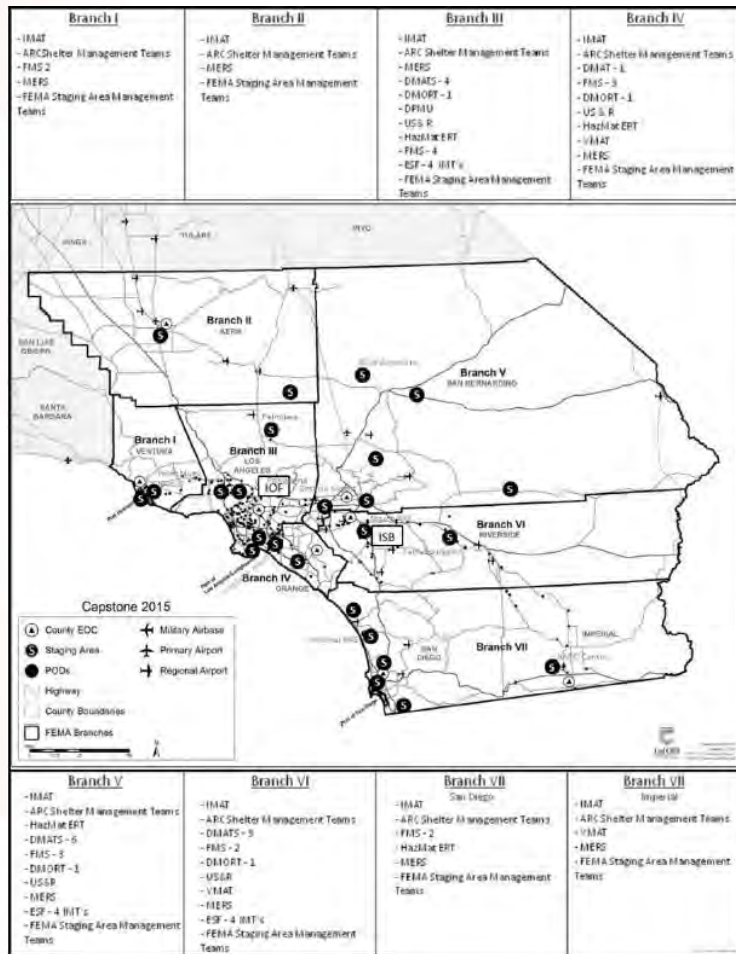 Branch I
- IMAT
- ARC Shelter Management Teams
- FMS 2
- MERS
- FEMA Staging Area Management
Teams
Branch II
- IMAT
- ARC Shelter Management Teams
- MERS
- FEMA Staging Area Management
Teams
Branch III
- IMAT
- ARC Shelter Management Teams
- MERS
- DMATS - 4
- DMORT - 1
- DPMU
- US & R
- HazMat ERT
- FMS - 4
- ESF - 4 IMT's
- FEMA Staging Area Management
Teams
Branch IV
- IMAT
- ARC Shelter Management Teams
- DMAT - 1
- FMS - 3
- DMORT - 1
- US & R
- HazMat ERT
- VMAT
- MERS
- FEMA Staging Area Management
Teams
KINGS
TULARE
INYO
SAN LUIS
OBISPO
Branch II
KERN
SANTA
BARBARA
Branch V
SAN BERNARDINO
Branch I
VENTURA
Palmdale
Branch III
LOS
ANGELES
IOF
ISB
Branch VI
RIVERSIDE
Branch IV
ORANGE
Port of
SAN
DIEGO
Branch VII
IMPERIAL
Port of San Diego
Capstone 2015
County EOC
Staging Area
PODs
Highway
County Boundaries
FEMA Branches
Military Airbase
Primary Airport
Regional Airport
N
Cal OES
Branch V
- IMAT
- ARC Shelter Management Teams
- HazMat ERT
- DMATS - 6
- FMS - 3
- DMORT - 1
- US&R
- MERS
- ESF - 4 IMT's
- FEMA Staging Area Management
Teams
Branch VI
- IMAT
- ARC Shelter Management Teams
- DMATS - 3
- FMS - 2
- DMORT - 1
- US&R
- VMAT
- MERS
- ESF - 4 IMT's
- FEMA Staging Area Management
Teams
Branch VII
San Diego
- IMAT
- ARC Shelter Management Teams
- FMS - 2
- HazMat ERT
- MERS
- FEMA Staging Area Management
Teams
Branch VII
Imperial
- IMAT
- ARC Shelter Management Teams
- VMAT
- MERS
- FEMA Staging Area Management
Teams